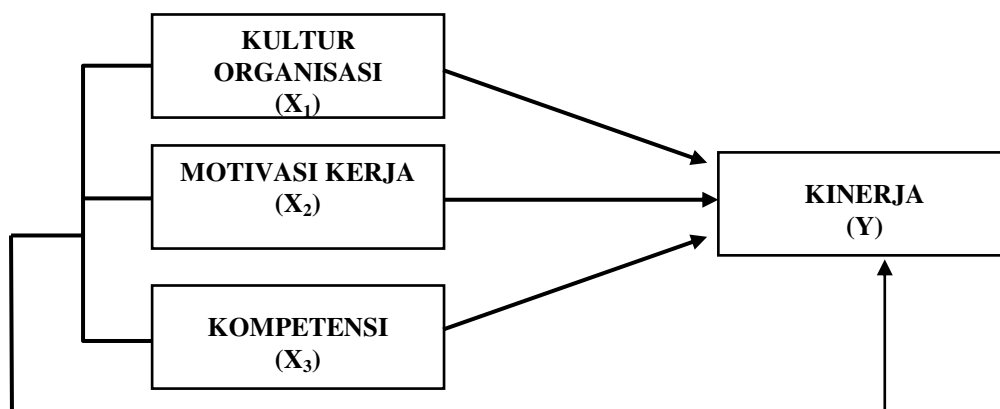 KULTUR
ORGANISASI
(X₁)
MOTIVASI KERJA
(X₂)
KOMPETENSI
(X₃)
KINERJA
(Y)